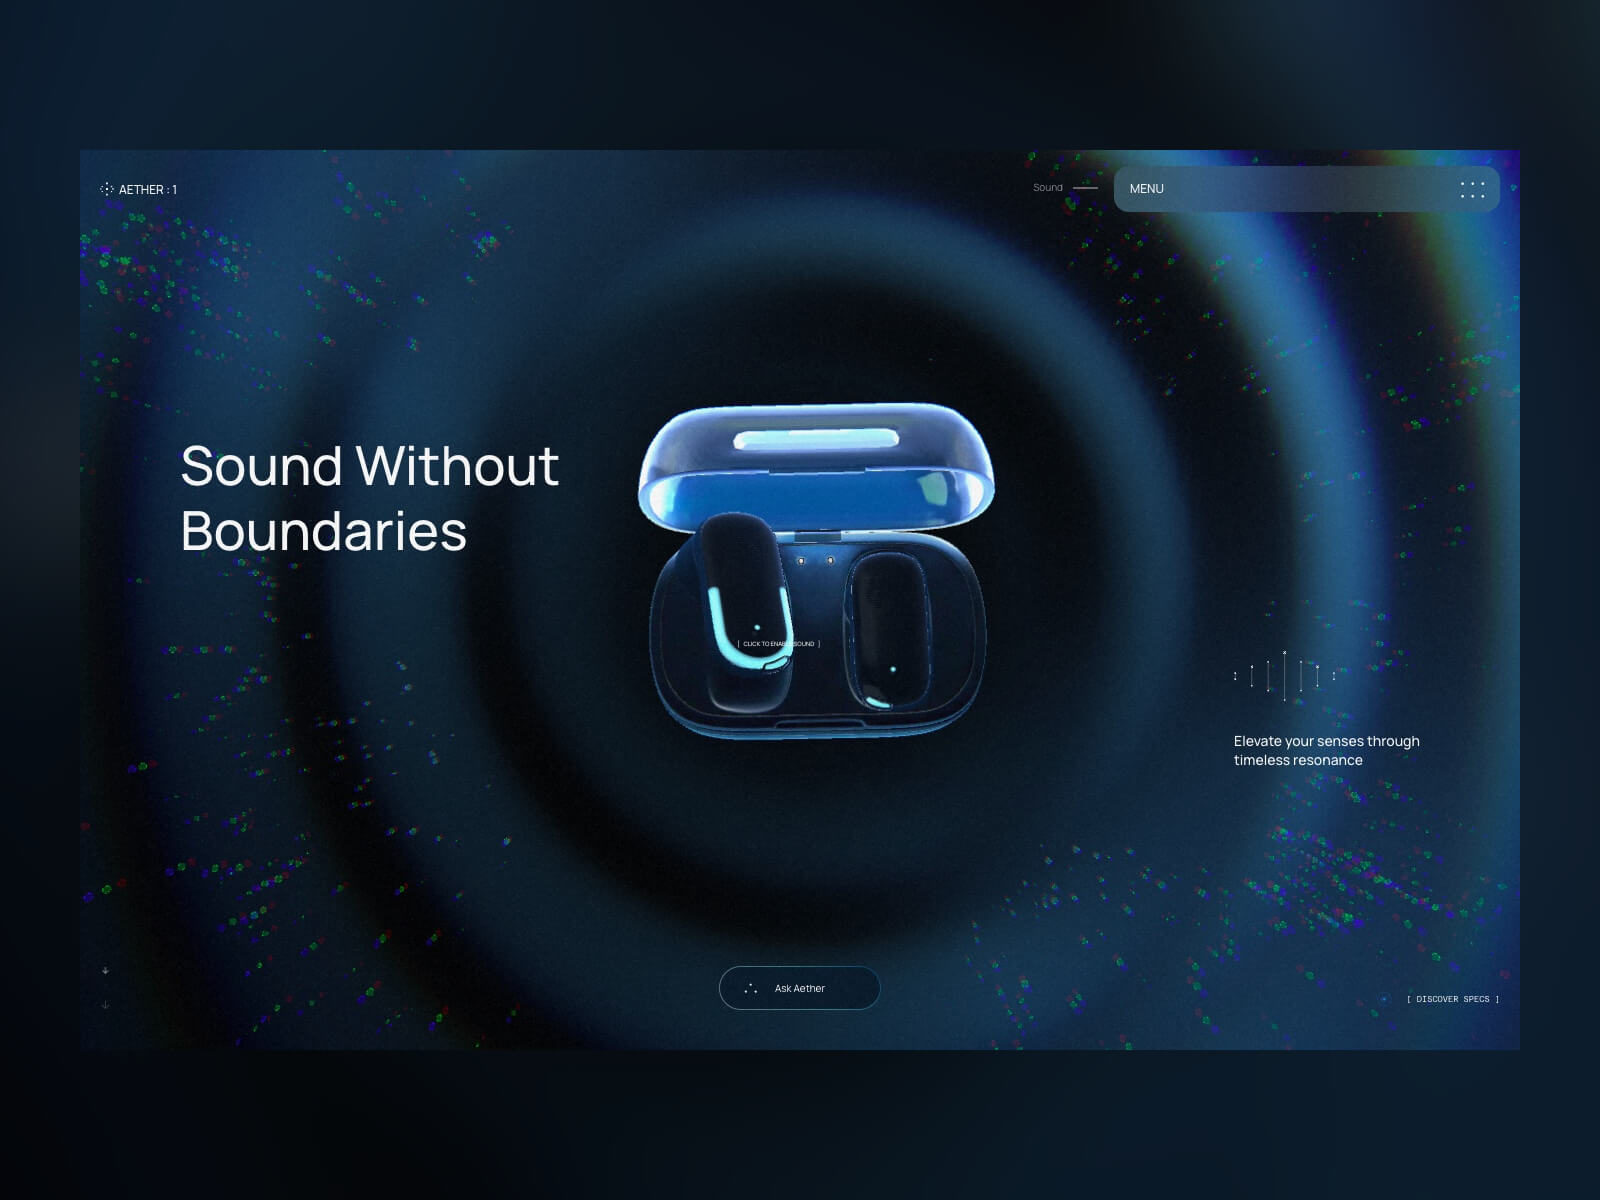 AETHER : 1
Sound
MENU
Sound Without
Boundaries
[ CLICK TO ENABLE SOUND ]
Elevate your senses through
timeless resonance
Ask Aether
[ DISCOVER SPECS ]